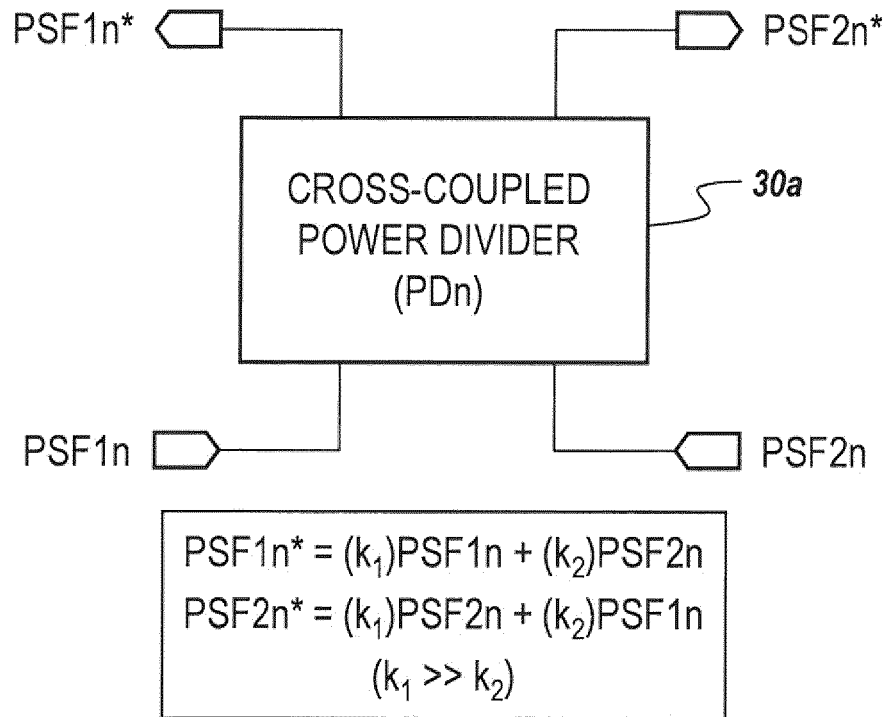 PSF1n* PSF2n*
CROSS-COUPLED
POWER DIVIDER
(PDn)
30a
PSF1n PSF2n
PSF1n* = (k₁)PSF1n + (k₂)PSF2n
PSF2n* = (k₁)PSF2n + (k₂)PSF1n
(k₁ >> k₂)